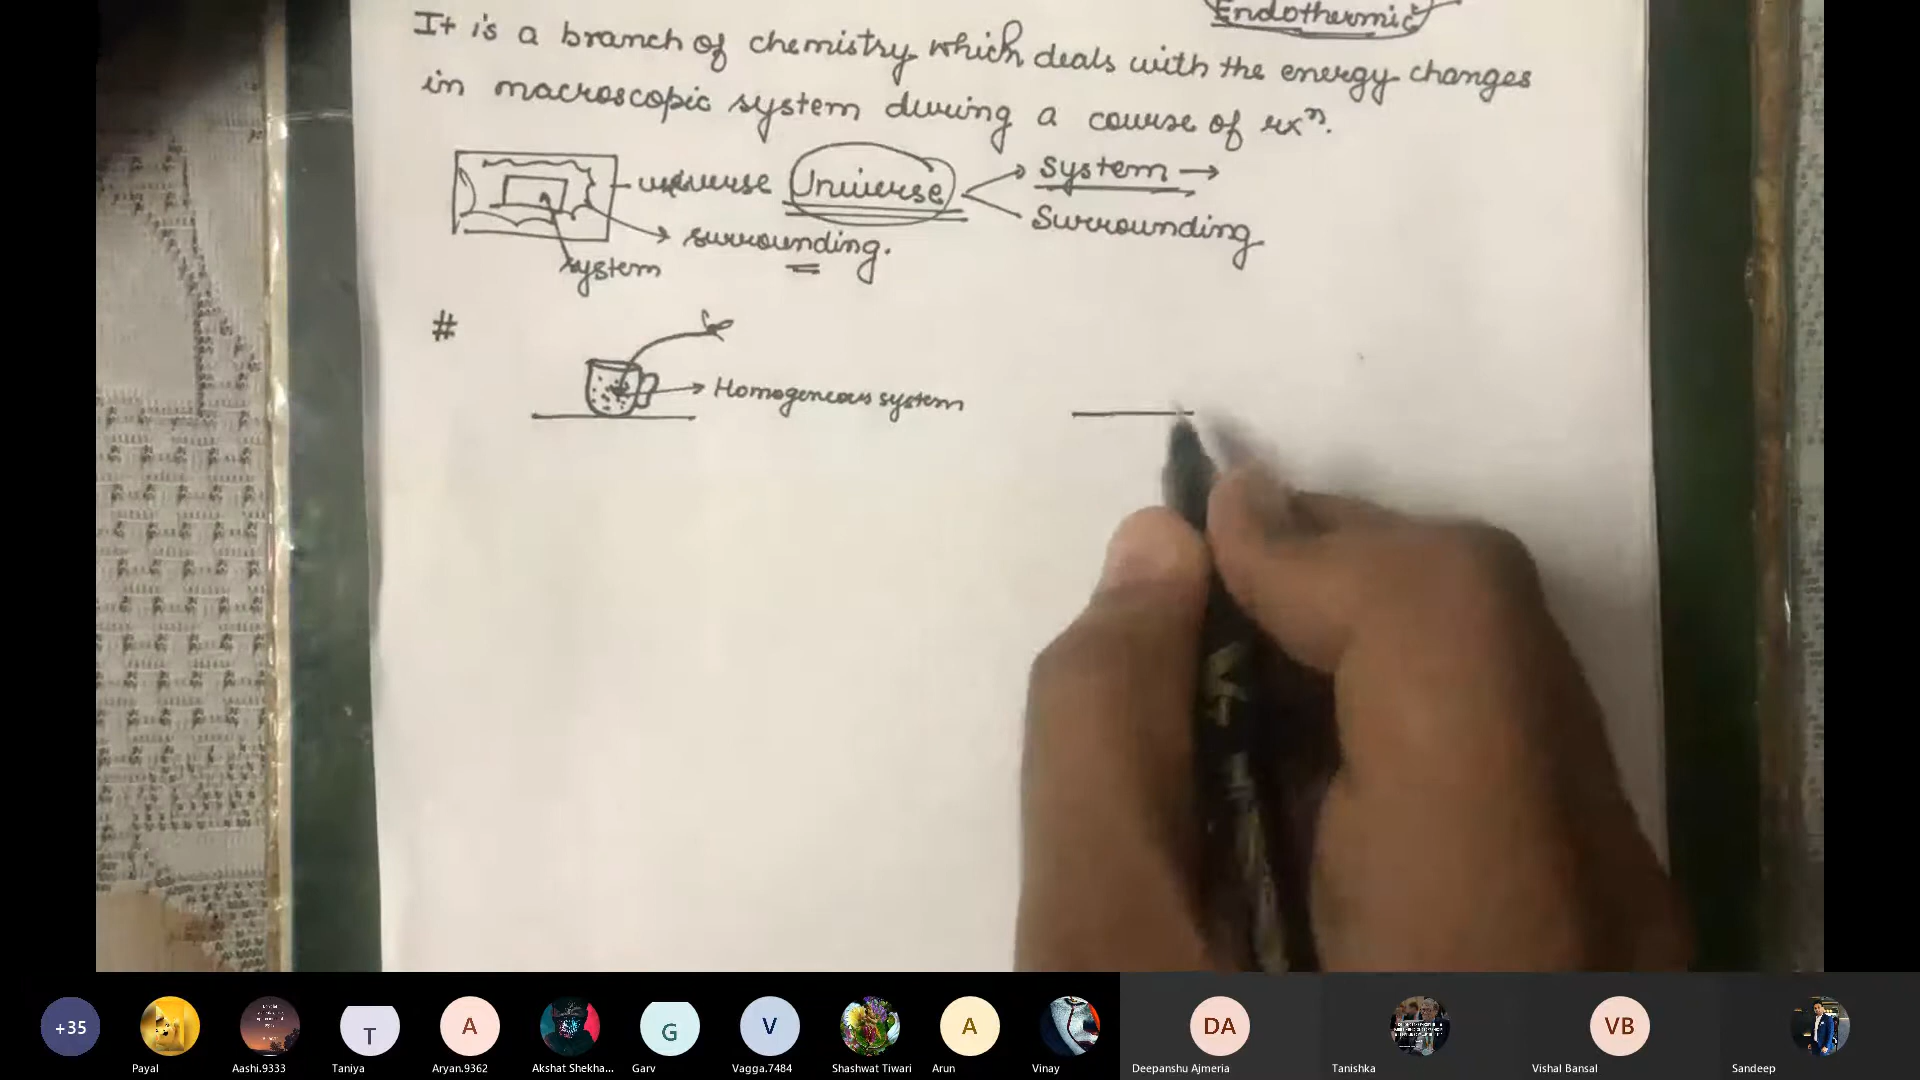 Endothermic
It is a branch of chemistry which deals with the energy changes
in macroscopic system during a course of rxⁿ.
universe Universe System →
Surrounding
surrounding.
system
#
Homogeneous system
+35
T
A
G
V
A
DA
VB
Payal
Aashi.9333
Taniya
Aryan.9362
Akshat Shekha...
Garv
Vagga.7484
Shashwat Tiwari
Arun
Vinay
Deepanshu Ajmeria
Tanishka
Vishal Bansal
Sandeep